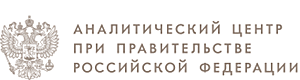 АНАЛИТИЧЕСКИЙ ЦЕНТР
ПРИ ПРАВИТЕЛЬСТВЕ
РОССИЙСКОЙ ФЕДЕРАЦИИ